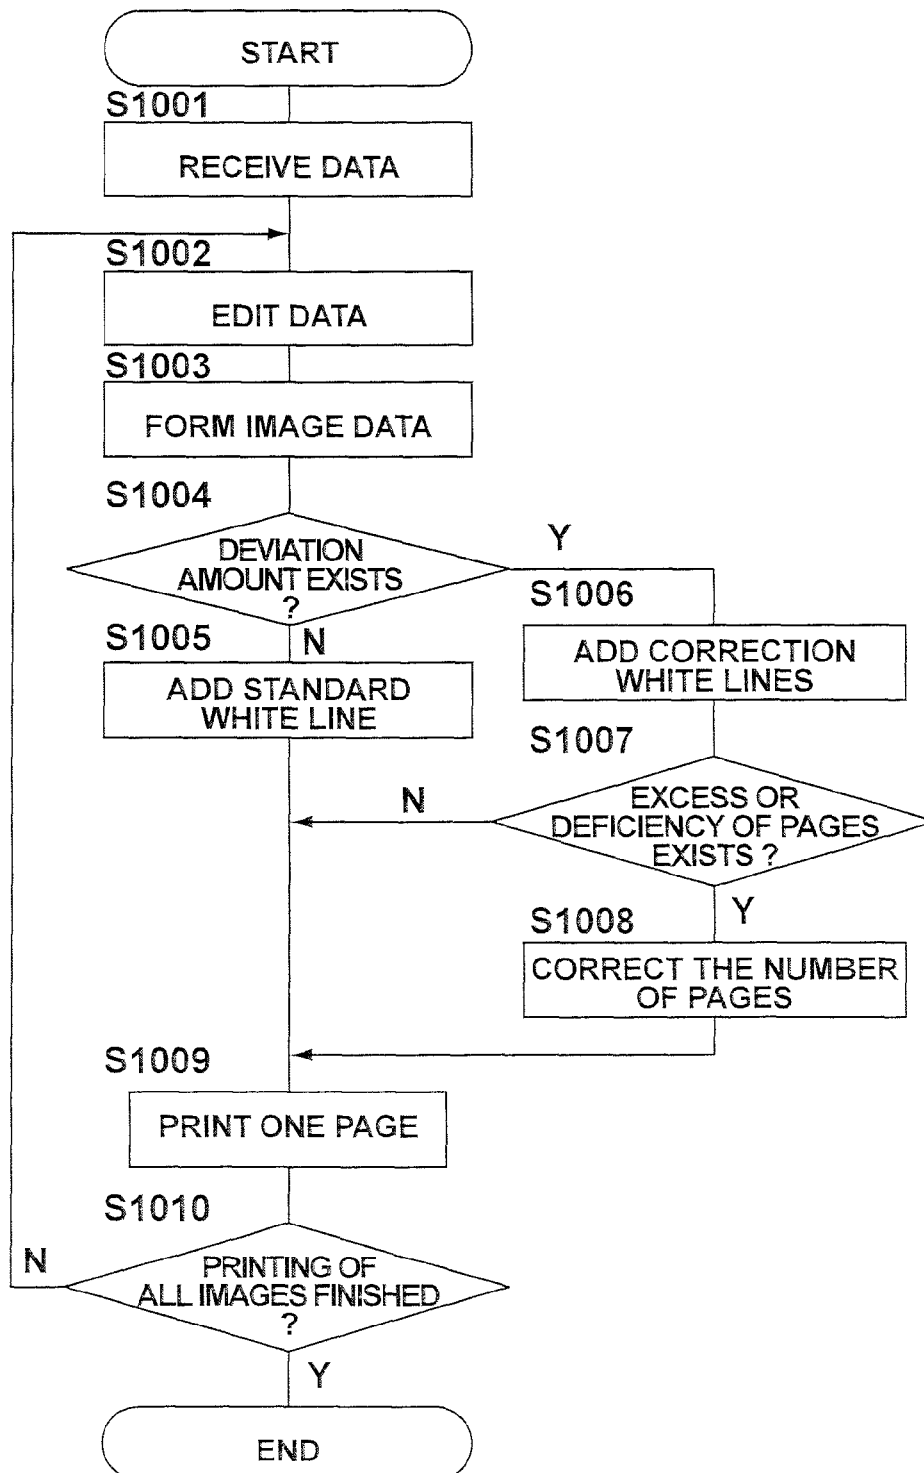 START
S1001
RECEIVE DATA
S1002
EDIT DATA
S1003
FORM IMAGE DATA
S1004
DEVIATION
AMOUNT EXISTS
?
Y
N
S1005
ADD STANDARD
WHITE LINE
S1006
ADD CORRECTION
WHITE LINES
S1007
EXCESS OR
DEFICIENCY OF PAGES
EXISTS ?
N
Y
S1008
CORRECT THE NUMBER
OF PAGES
S1009
PRINT ONE PAGE
S1010
PRINTING OF
ALL IMAGES FINISHED
?
N
Y
END